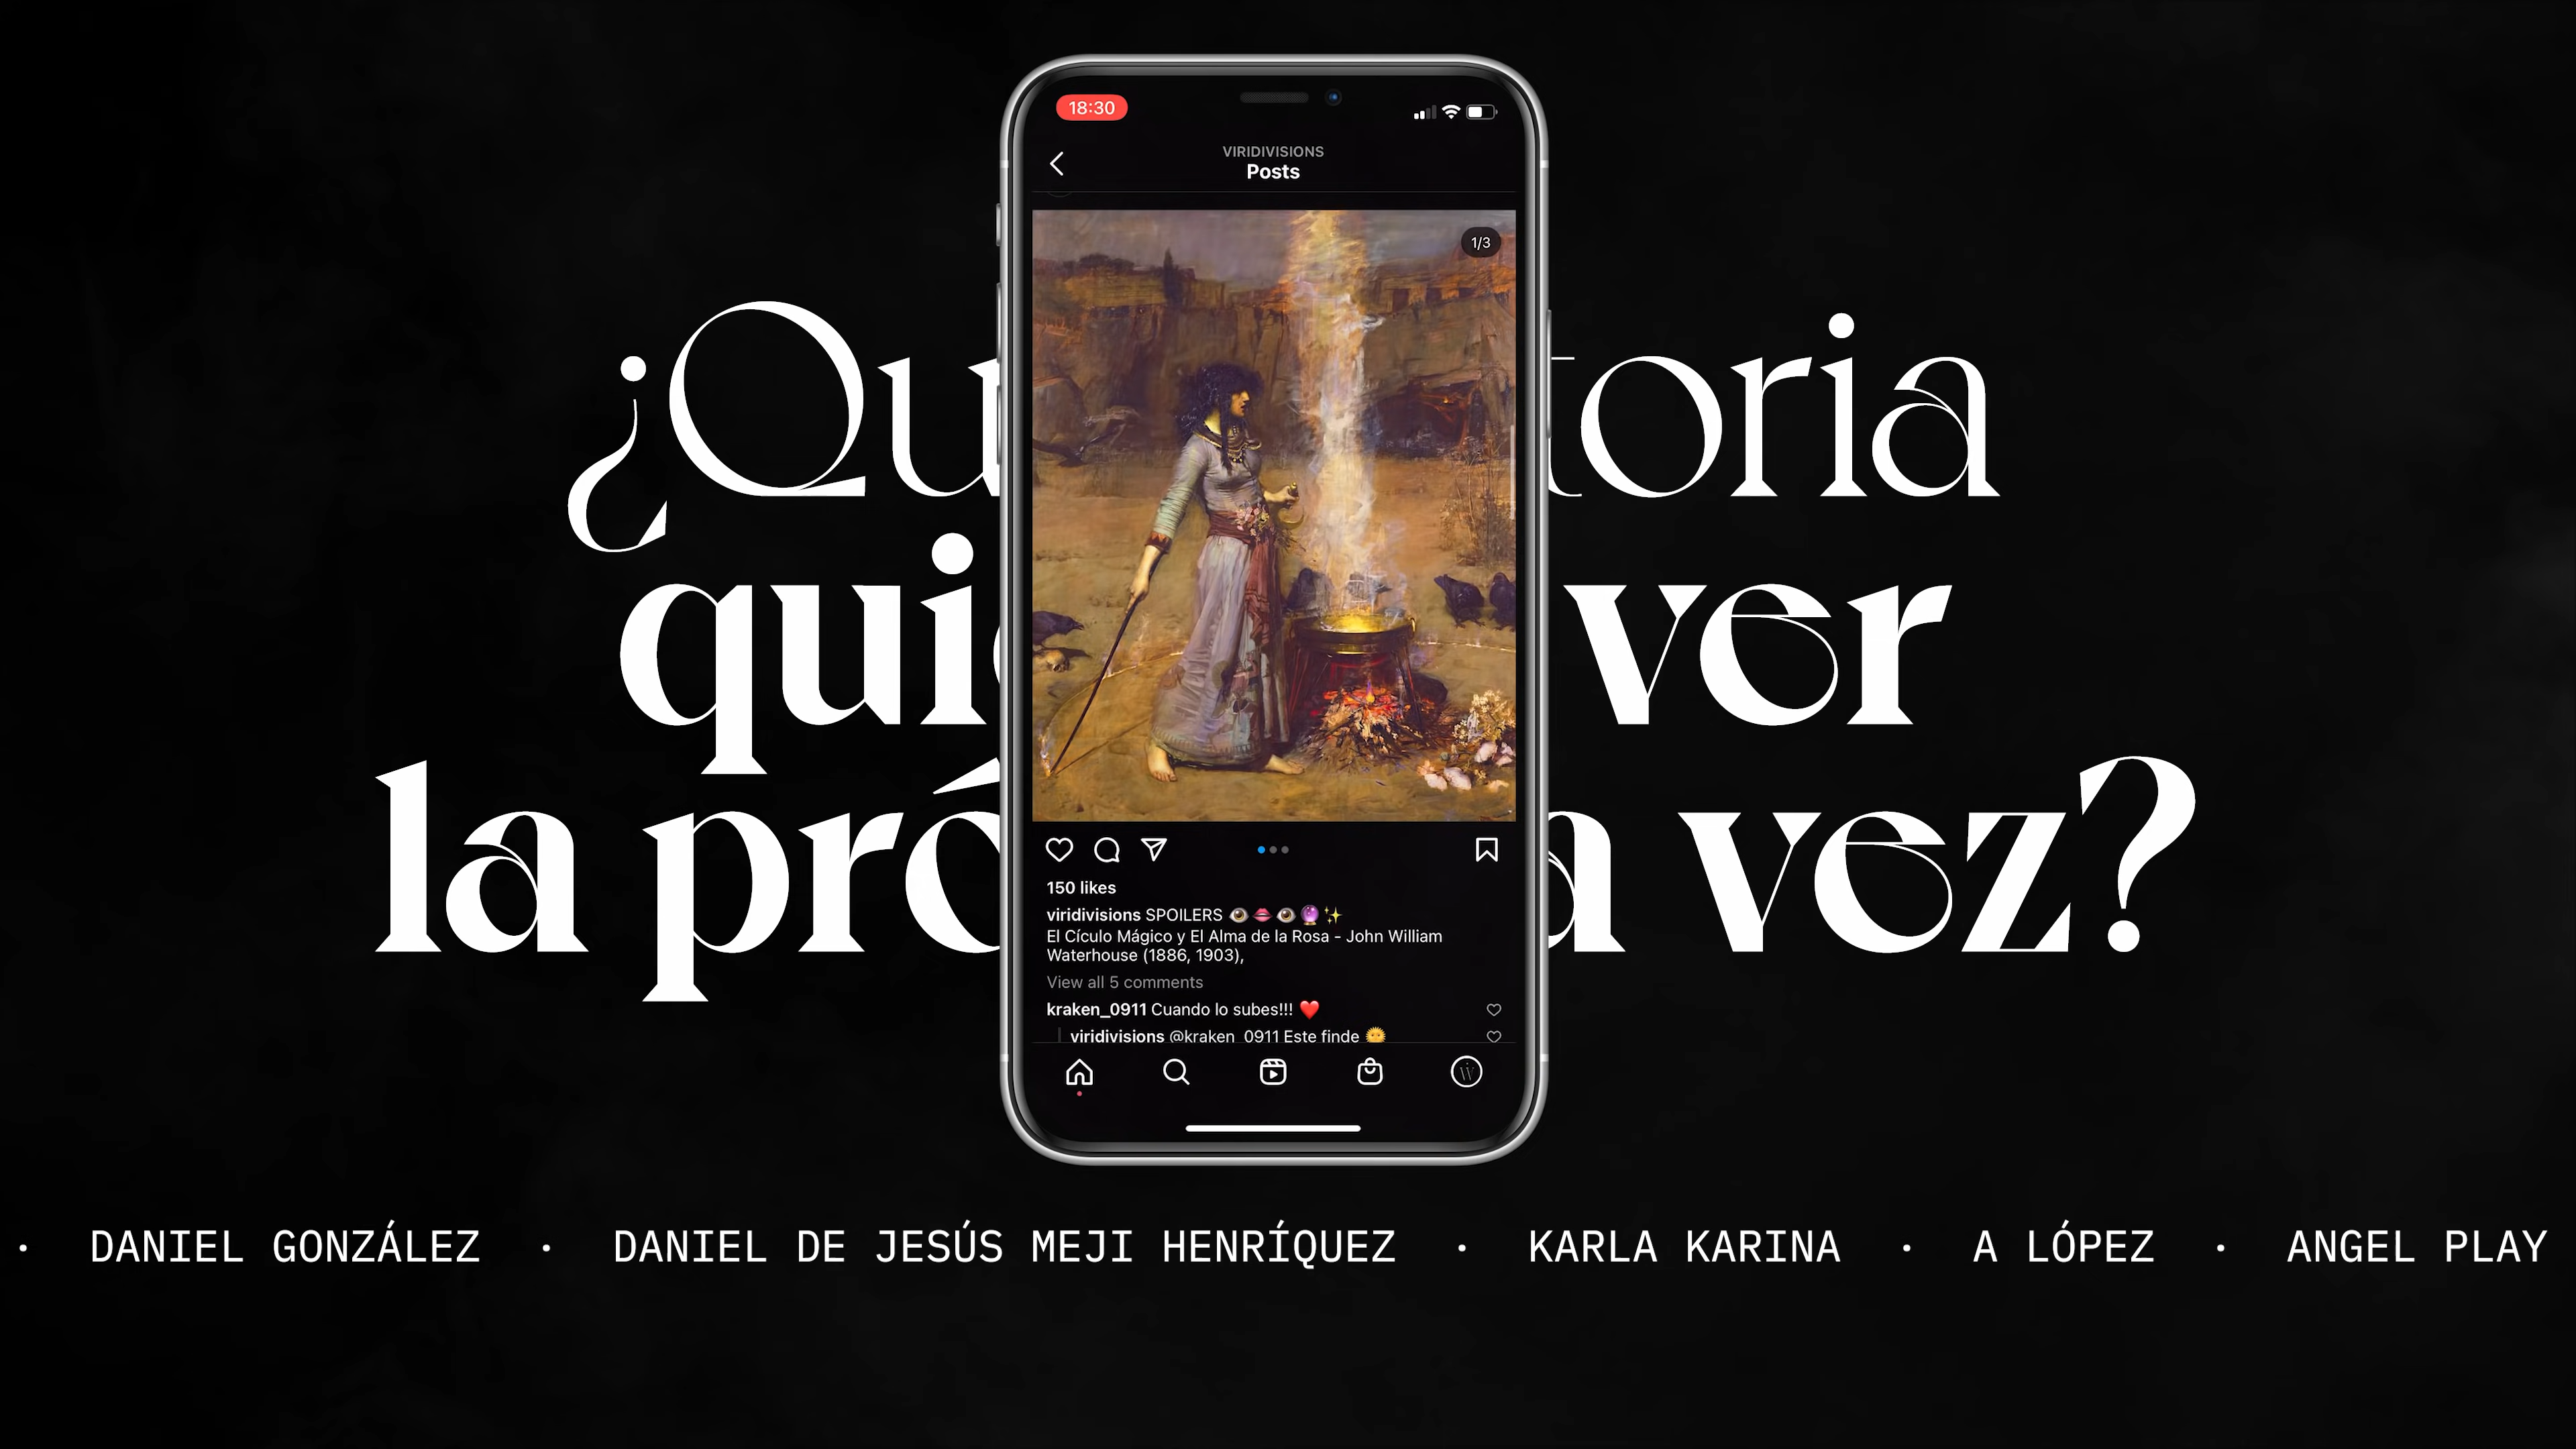 ¿Qu toria
qui ver
la pró a vez?
18:30
VIRIDIVISIONS
Posts
1/3
150 likes
viridivisions SPOILERS 👁️👄👁️🔮✨
El Cículo Mágico y El Alma de la Rosa - John William
Waterhouse (1886, 1903),
View all 5 comments
kraken_0911 Cuando lo subes!!! ❤️
viridivisions @kraken_0911 Este finde 🌞
· DANIEL GONZÁLEZ · DANIEL DE JESÚS MEJI HENRÍQUEZ · KARLA KARINA · A LÓPEZ · ANGEL PLAY